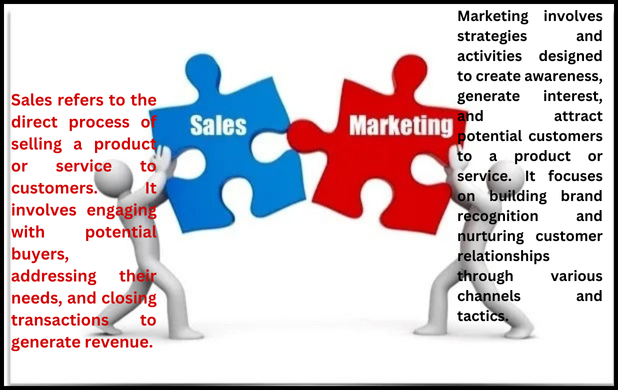 Sales refers to the
direct process of
selling a product
or service to
customers. It
involves engaging
with potential
buyers,
addressing their
needs, and closing
transactions to
generate revenue.
Sales
Marketing
Marketing involves
strategies and
activities designed
to create awareness,
generate interest,
and attract
potential customers
to a product or
service. It focuses
on building brand
recognition and
nurturing customer
relationships
through various
channels and
tactics.